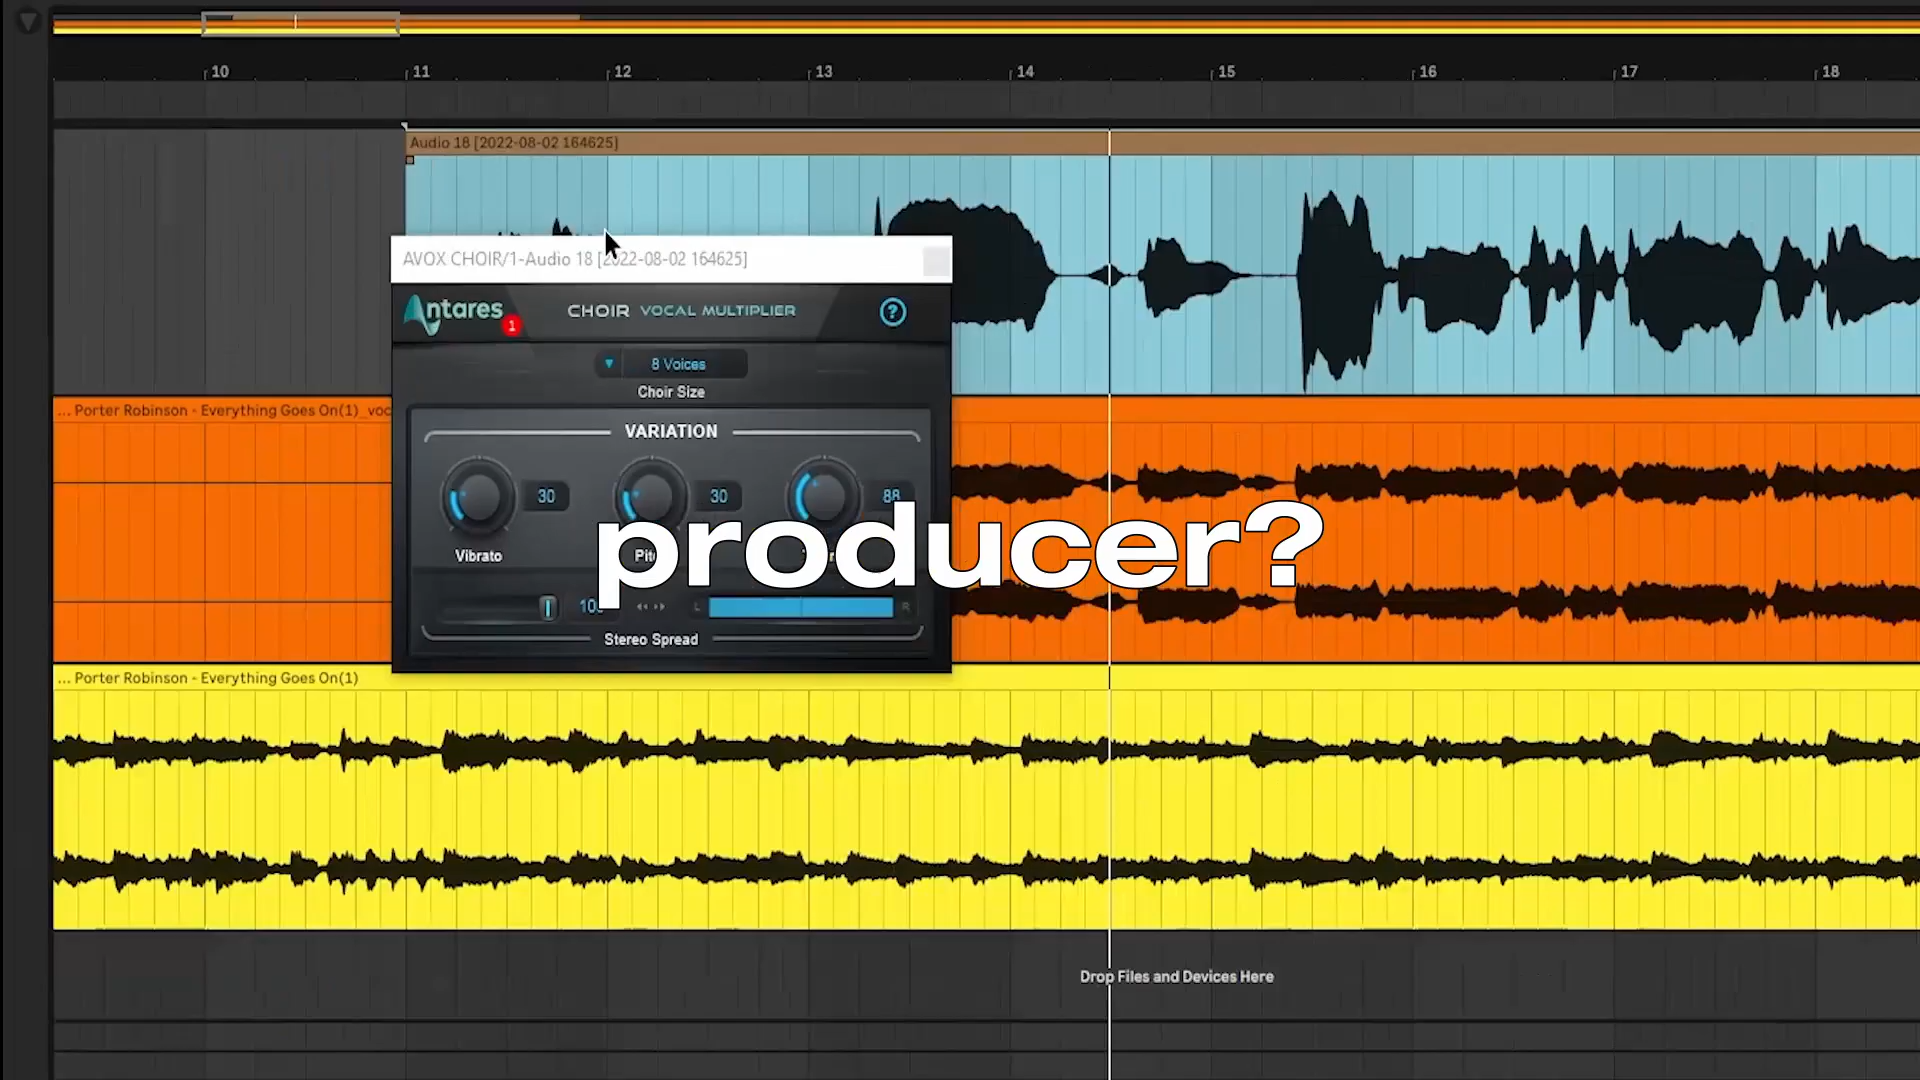 10 11 12 13 14 15 16 17 18
Audio 18 [2022-08-02 164625]
AVOX CHOIR/1-Audio 18 [2022-08-02 164625]
Antares 1 CHOIR VOCAL MULTIPLIER ?
8 Voices
Choir Size
... Porter Robinson - Everything Goes On(1)_voc
VARIATION
30 30 88
producer?
Vibrato
L R
Stereo Spread
... Porter Robinson - Everything Goes On(1)
Drop Files and Devices Here